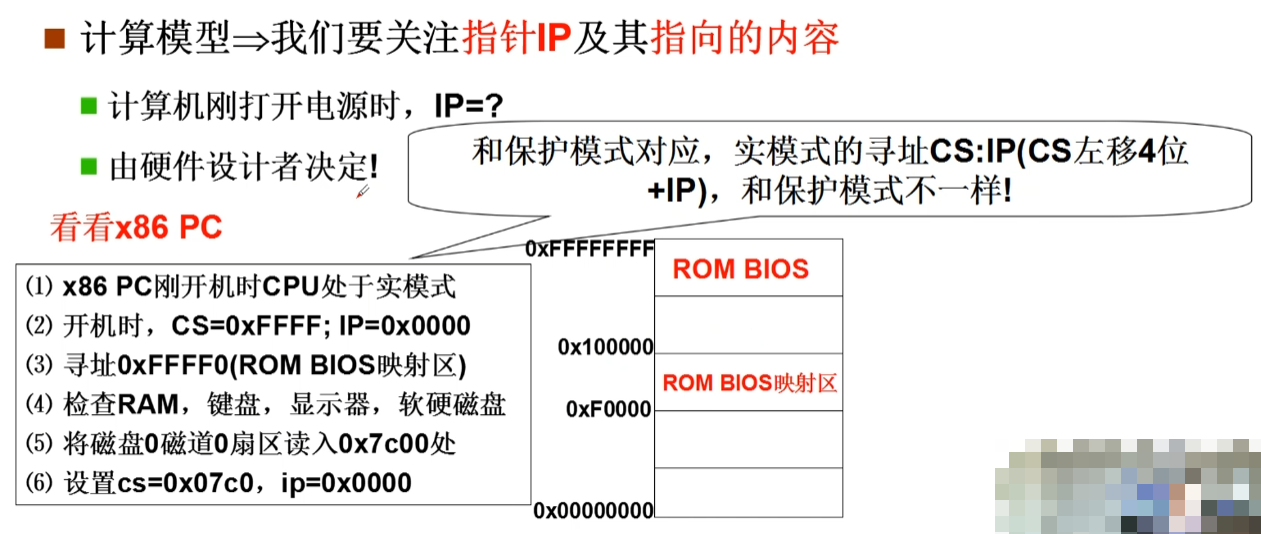 计算模型⇒我们要关注指针IP及其指向的内容
计算机刚打开电源时，IP=?
由硬件设计者决定!
和保护模式对应，实模式的寻址CS:IP(CS左移4位
+IP)，和保护模式不一样!
看看x86 PC
⑴ x86 PC刚开机时CPU处于实模式
⑵ 开机时，CS=0xFFFF; IP=0x0000
⑶ 寻址0xFFFF0(ROM BIOS映射区)
⑷ 检查RAM，键盘，显示器，软硬磁盘
⑸ 将磁盘0磁道0扇区读入0x7c00处
⑹ 设置cs=0x07c0，ip=0x0000
0xFFFFFFFF
ROM BIOS
0x100000
ROM BIOS映射区
0xF0000
0x00000000